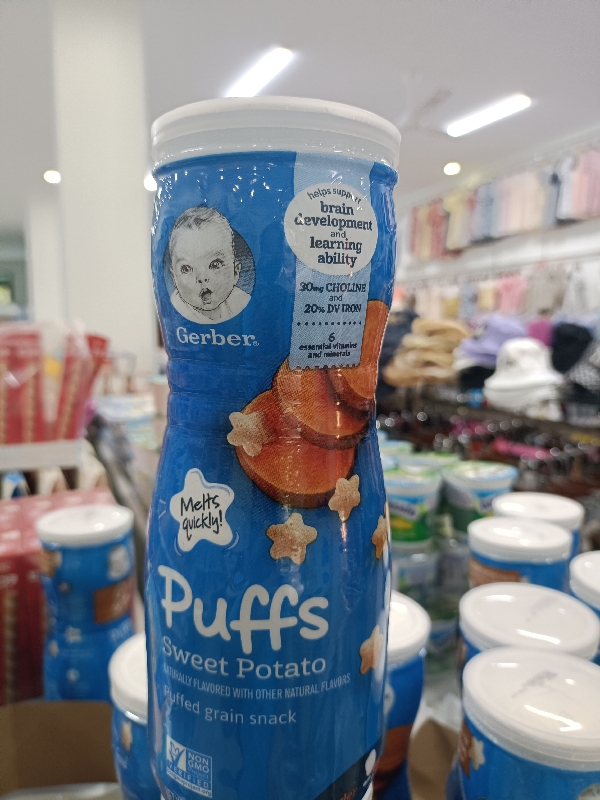 helps support
brain
development
and
learning
ability
30mg CHOLINE
and
20% DV IRON
6
essential vitamins
and minerals
Gerber®
Melts
quickly!
Puffs
Sweet Potato
NATURALLY FLAVORED WITH OTHER NATURAL FLAVORS
Puffed grain snack
NON
GMO
VERIFIED